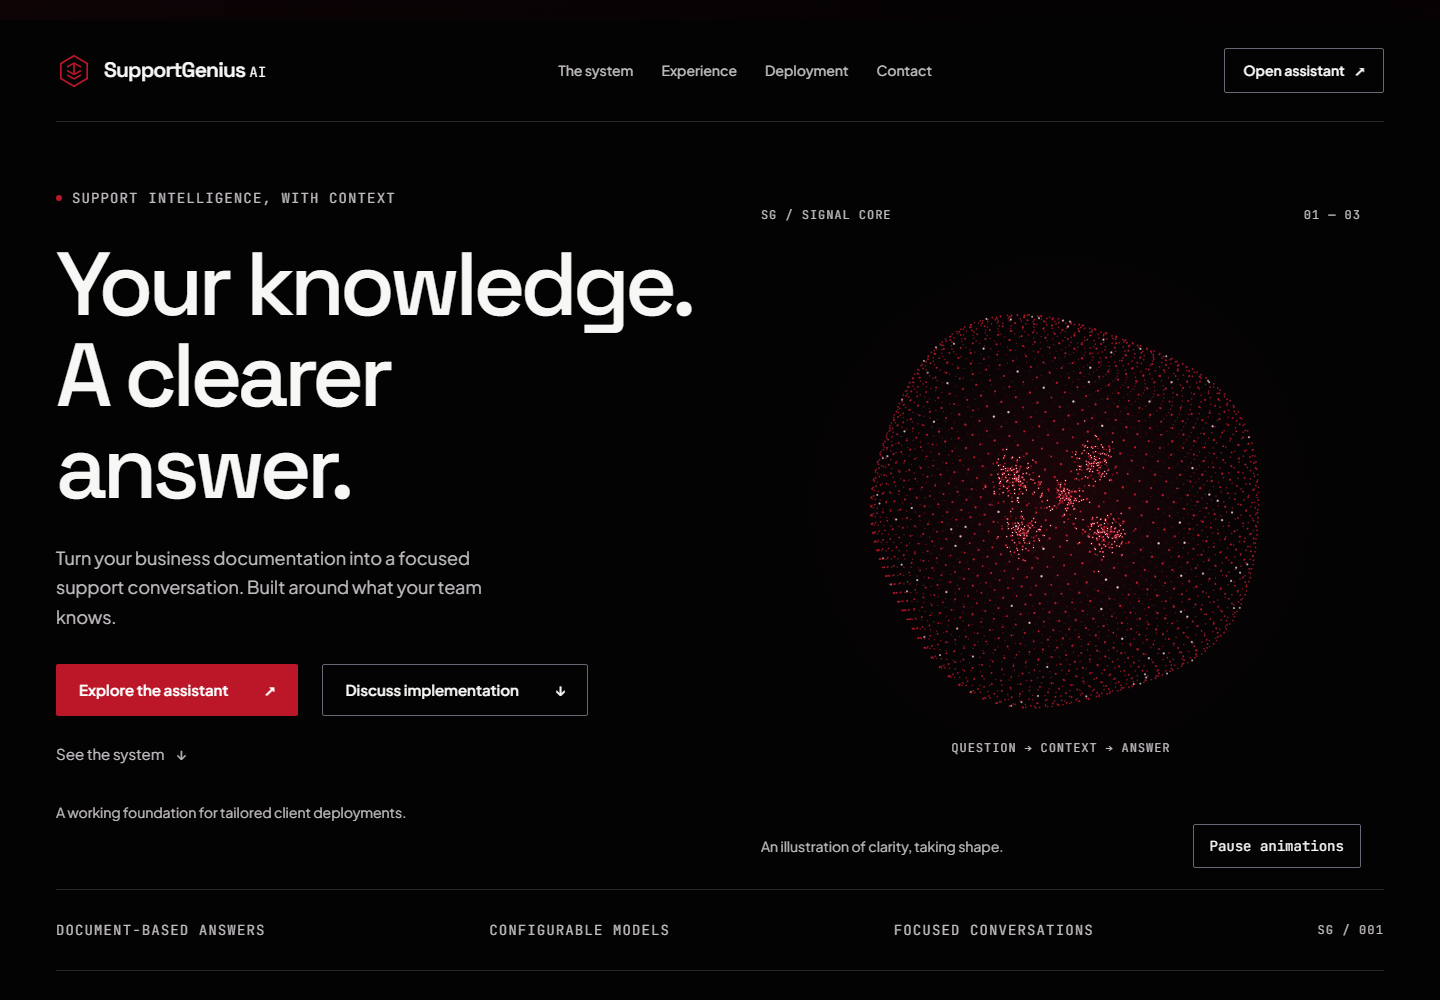 SupportGenius AI
The system
Experience
Deployment
Contact
Open assistant ↗
SUPPORT INTELLIGENCE, WITH CONTEXT
Your knowledge.
A clearer
answer.
Turn your business documentation into a focused
support conversation. Built around what your team
knows.
Explore the assistant ↗
Discuss implementation ↓
See the system ↓
A working foundation for tailored client deployments.
SG / SIGNAL CORE
01 — 03
QUESTION → CONTEXT → ANSWER
An illustration of clarity, taking shape.
Pause animations
DOCUMENT-BASED ANSWERS
CONFIGURABLE MODELS
FOCUSED CONVERSATIONS
SG / 001